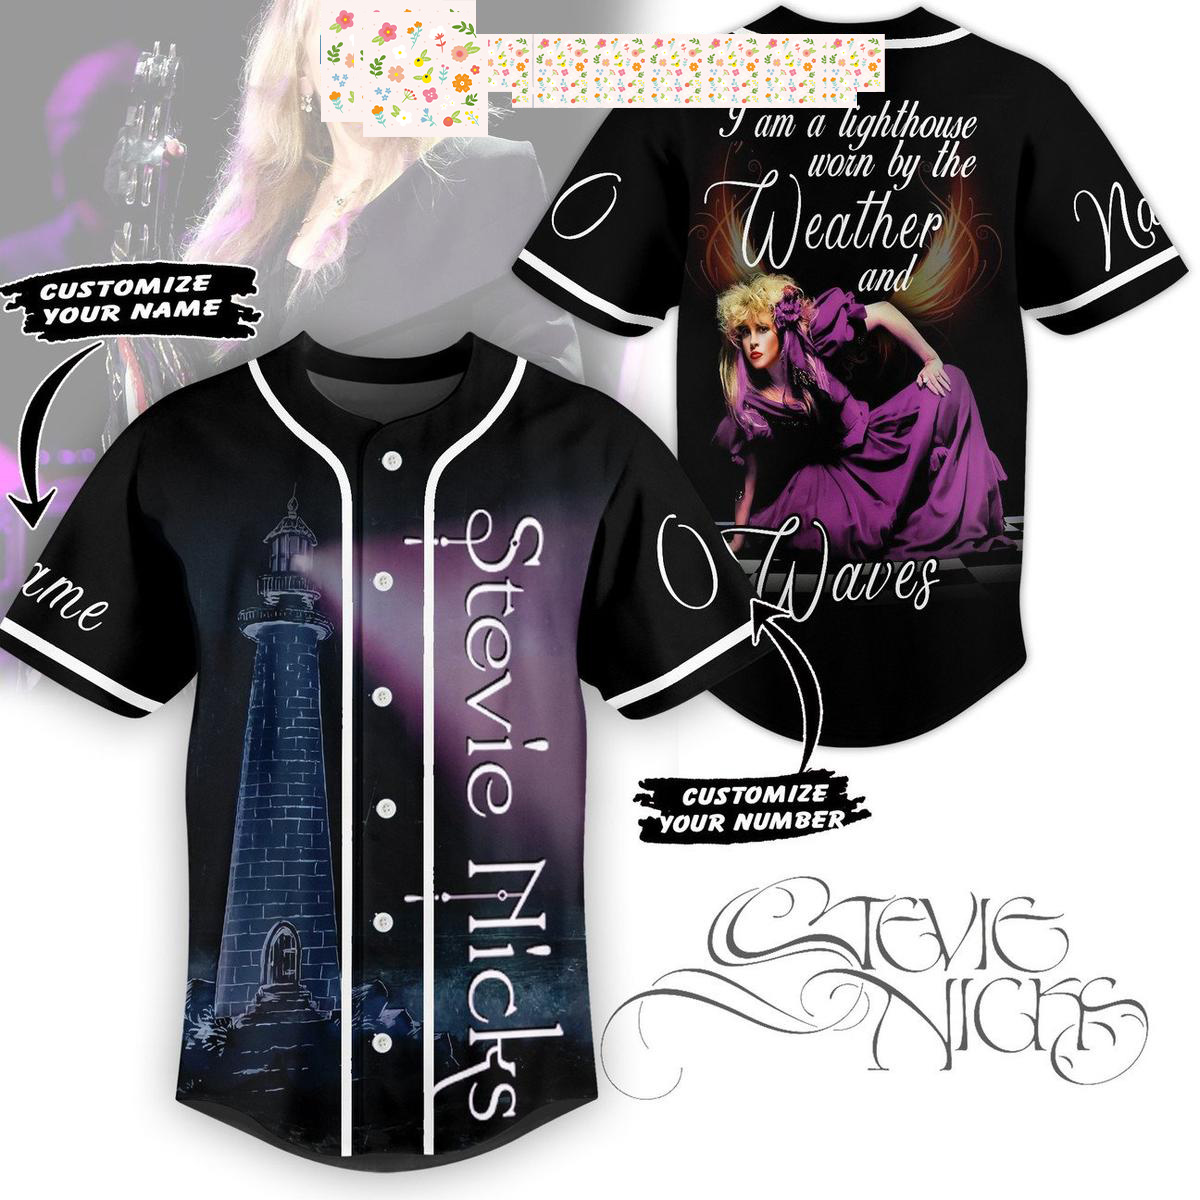 I am a lighthouse
worn by the
Weather
and
Waves
0
Na
CUSTOMIZE
YOUR NAME
ame
0
Stevie Nicks
CUSTOMIZE
YOUR NUMBER
STEVIE
NICKS